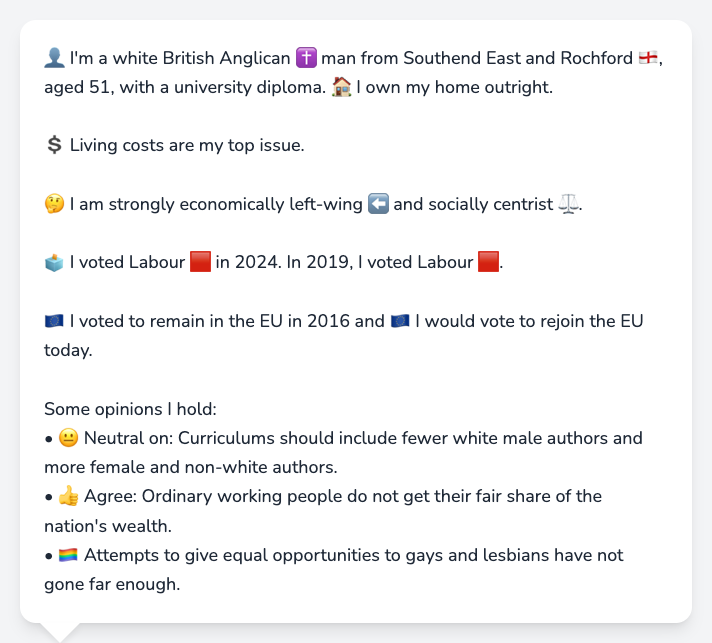 👤 I'm a white British Anglican ✝️ man from Southend East and Rochford 🏴󠁧󠁢󠁥󠁮󠁧󠁿,
aged 51, with a university diploma. 🏠 I own my home outright.
💲 Living costs are my top issue.
🤔 I am strongly economically left-wing ⬅️ and socially centrist ⚖️.
🗳️ I voted Labour 🟥 in 2024. In 2019, I voted Labour 🟥.
🇪🇺 I voted to remain in the EU in 2016 and 🇪🇺 I would vote to rejoin the EU
today.
Some opinions I hold:
• 😐 Neutral on: Curriculums should include fewer white male authors and
more female and non-white authors.
• 👍 Agree: Ordinary working people do not get their fair share of the
nation's wealth.
• 🏳️‍🌈 Attempts to give equal opportunities to gays and lesbians have not
gone far enough.